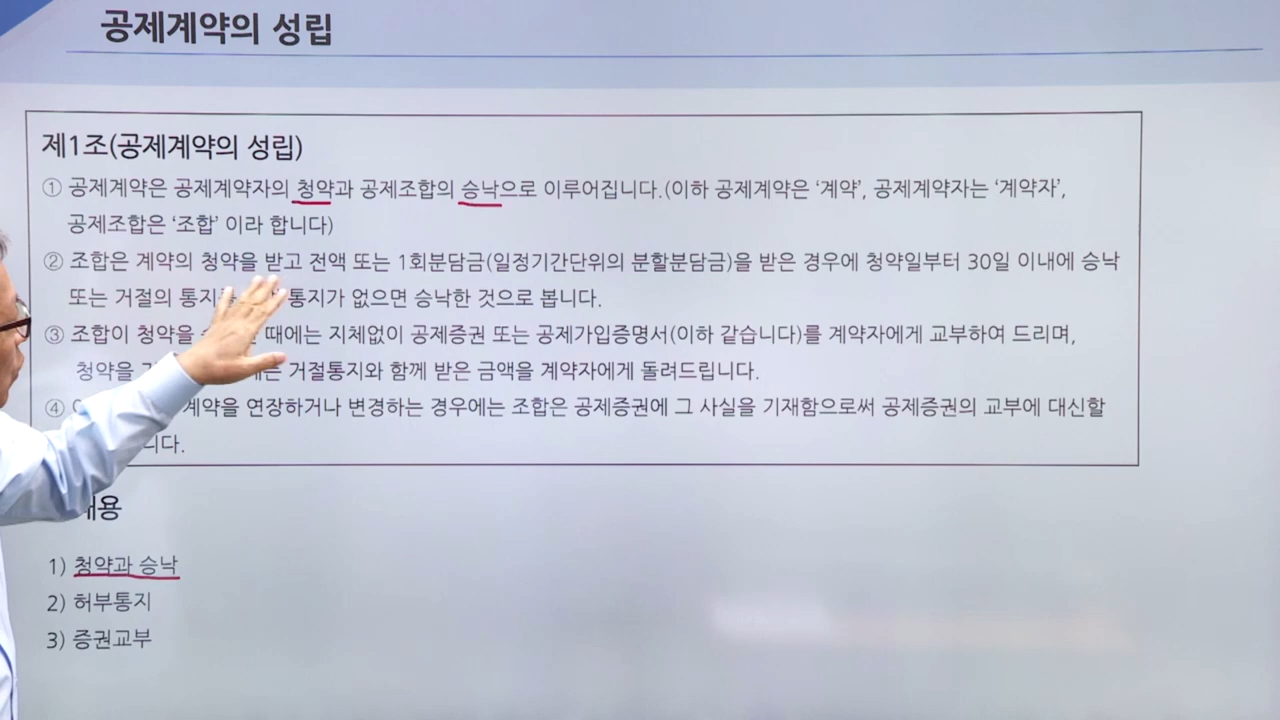 공제계약의 성립
제1조(공제계약의 성립)
① 공제계약은 공제계약자의 청약과 공제조합의 승낙으로 이루어집니다.(이하 공제계약은 ‘계약’, 공제계약자는 ‘계약자’,
공제조합은 ‘조합’ 이라 합니다)
② 조합은 계약의 청약을 받고 전액 또는 1회분담금(일정기간단위의 분할분담금)을 받은 경우에 청약일부터 30일 이내에 승낙
또는 거절의 통지가 없으면 승낙한 것으로 봅니다.
③ 조합이 청약을 때에는 지체없이 공제증권 또는 공제가입증명서(이하 같습니다)를 계약자에게 교부하여 드리며,
청약을 거절통지와 함께 받은 금액을 계약자에게 돌려드립니다.
④ 계약을 연장하거나 변경하는 경우에는 조합은 공제증권에 그 사실을 기재함으로써 공제증권의 교부에 대신할
니다.
내용
1) 청약과 승낙
2) 허부통지
3) 증권교부